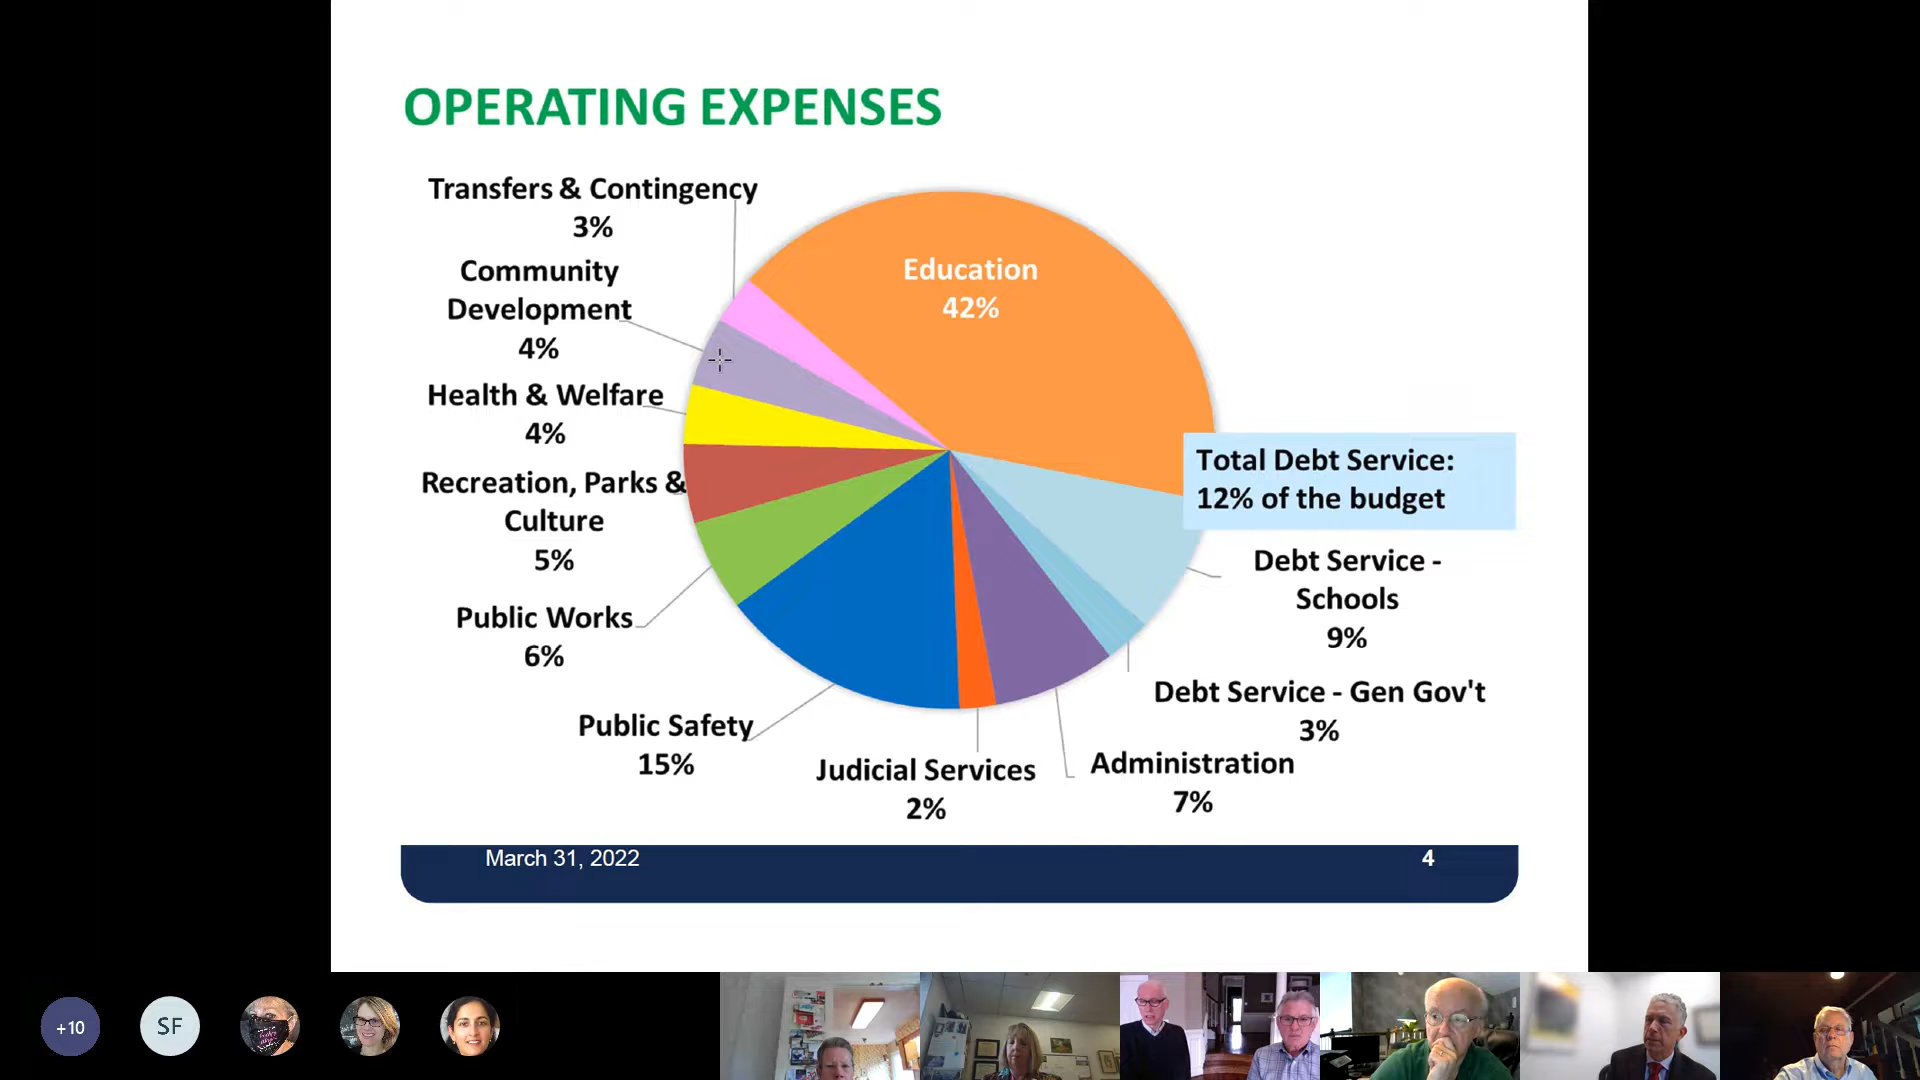 OPERATING EXPENSES
Transfers & Contingency
3%
Community
Development
4%
Health & Welfare
4%
Recreation, Parks &
Culture
5%
Public Works
6%
Public Safety
15%
Judicial Services
2%
Administration
7%
Debt Service - Gen Gov't
3%
Debt Service -
Schools
9%
Total Debt Service:
12% of the budget
Education
42%
March 31, 2022
4
+10
SF